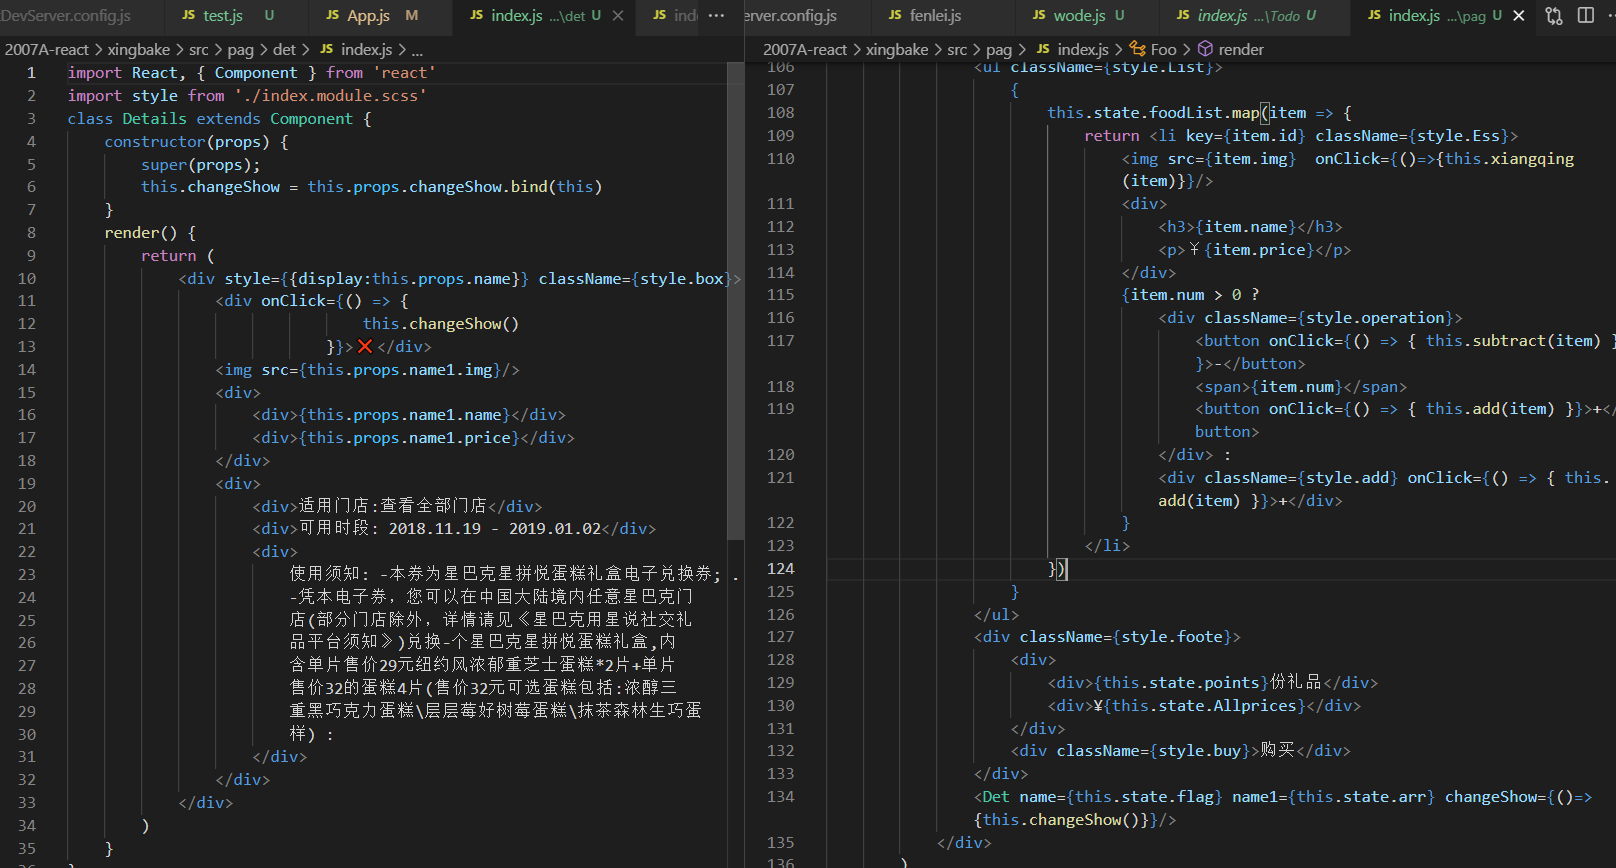 DevServer.config.js
JS test.js U
JS App.js M
JS index.js ...\det U ×
JS ind ···
2007A-react > xingbake > src > pag > det > JS index.js > ...
1 import React, { Component } from 'react'
2 import style from './index.module.scss'
3 class Details extends Component {
4 constructor(props) {
5 super(props);
6 this.changeShow = this.props.changeShow.bind(this)
7 }
8 render() {
9 return (
10 <div style={{display:this.props.name}} className={style.box}>
11 <div onClick={() => {
12 this.changeShow()
13 }}>❌</div>
14 <img src={this.props.name1.img}/>
15 <div>
16 <div>{this.props.name1.name}</div>
17 <div>{this.props.name1.price}</div>
18 </div>
19 <div>
20 <div>适用门店:查看全部门店</div>
21 <div>可用时段: 2018.11.19 - 2019.01.02</div>
22 <div>
23 使用须知: -本券为星巴克星拼悦蛋糕礼盒电子兑换券; .
24 -凭本电子券, 您可以在中国大陆境内任意星巴克门
25 店(部分门店除外, 详情请见《星巴克用星说社交礼
26 品平台须知》)兑换-个星巴克星拼悦蛋糕礼盒,内
27 含单片售价29元纽约风浓郁重芝士蛋糕*2片+单片
28 售价32的蛋糕4片(售价32元可选蛋糕包括:浓醇三
29 重黑巧克力蛋糕\层层莓好树莓蛋糕\抹茶森林生巧蛋
30 样) :
31 </div>
32 </div>
33 </div>
34 )
35 }
erver.config.js
JS fenlei.js
JS wode.js U
JS index.js ...\Todo U
JS index.js ...\pag U ×
2007A-react > xingbake > src > pag > JS index.js > Foo > render
106 <ul className={style.List}>
107 {
108 this.state.foodList.map(item => {
109 return <li key={item.id} className={style.Ess}>
110 <img src={item.img} onClick={()=>{this.xiangqing
(item)}}/>
111 <div>
112 <h3>{item.name}</h3>
113 <p>¥{item.price}</p>
114 </div>
115 {item.num > 0 ?
116 <div className={style.operation}>
117 <button onClick={() => { this.subtract(item) }
}>-</button>
118 <span>{item.num}</span>
119 <button onClick={() => { this.add(item) }}>+</
button>
120 </div> :
121 <div className={style.add} onClick={() => { this.
add(item) }}>+</div>
122 }
123 </li>
124 })
125 }
126 </ul>
127 <div className={style.foote}>
128 <div>
129 <div>{this.state.points}份礼品</div>
130 <div>¥{this.state.Allprices}</div>
131 </div>
132 <div className={style.buy}>购买</div>
133 </div>
134 <Det name={this.state.flag} name1={this.state.arr} changeShow={()=>
{this.changeShow()}}/>
135 </div>
136 )